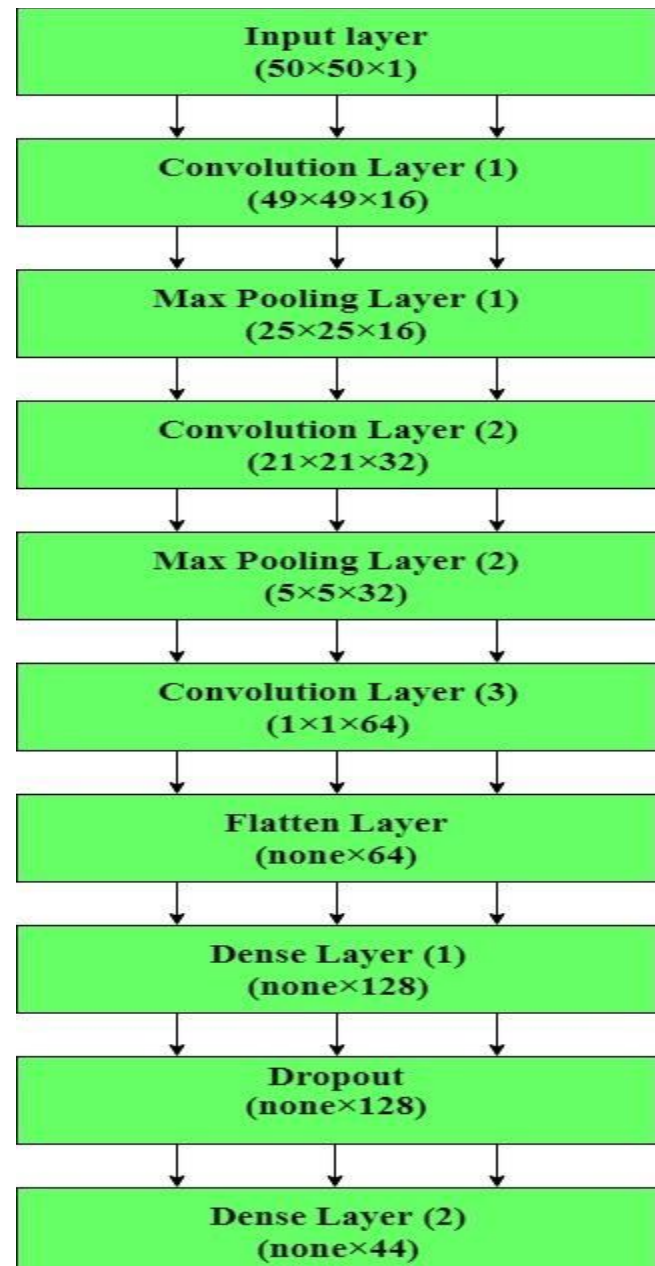 Input layer
(50×50×1)
Convolution Layer (1)
(49×49×16)
Max Pooling Layer (1)
(25×25×16)
Convolution Layer (2)
(21×21×32)
Max Pooling Layer (2)
(5×5×32)
Convolution Layer (3)
(1×1×64)
Flatten Layer
(none×64)
Dense Layer (1)
(none×128)
Dropout
(none×128)
Dense Layer (2)
(none×44)